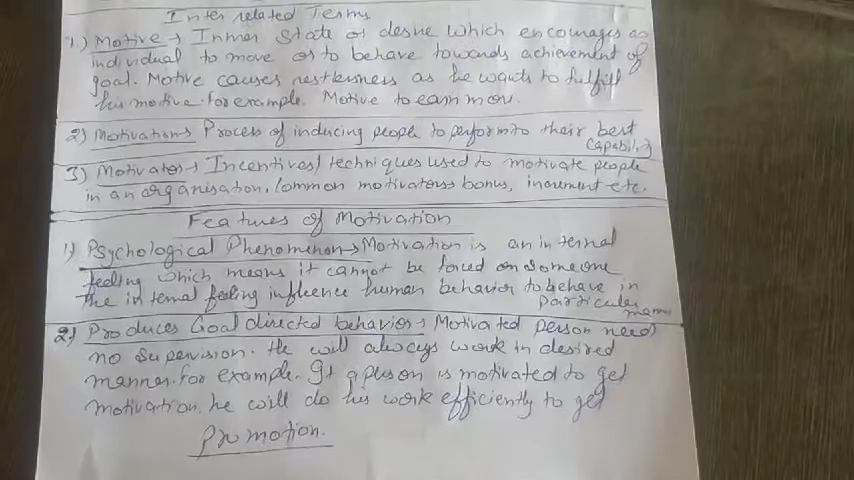 Inter related Terms
1.) Motive → Inner State of desire which encourages as
individual to move or to behave towards achievement of
goal. Motive causes restlessness as he wants to fulfill
his motive. For example. Motive to earn more.
2) Motivation → Process of inducing people to perform to their best
capability
3) Motivators → Incentives/techniques used to motivate people
in an organisation. Common motivators bonus, increment etc.
Features of Motivation
1) Psychological Phenomenon → Motivation is an internal
feeling which means it cannot be forced on someone
The internal feeling influence human behavior to behave in
particular manner
2) Produces Goal directed behavior → Motivated person need
no supervision. He will always work in desired
manner. For example. If a person is motivated to get
motivation. he will do his work efficiently to get
promotion.